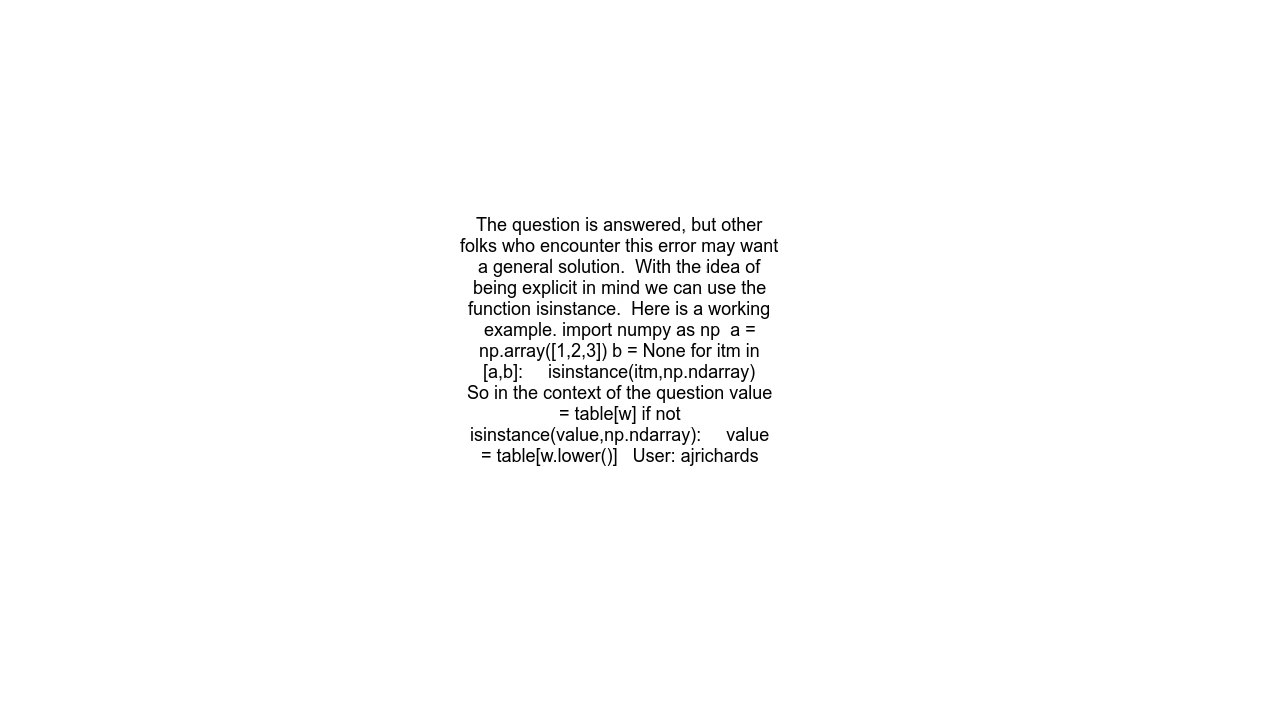 The question is answered, but other
folks who encounter this error may want
a general solution.  With the idea of
being explicit in mind we can use the
function isinstance.  Here is a working
example. import numpy as np  a =
np.array([1,2,3]) b = None for itm in
[a,b]:     isinstance(itm,np.ndarray)
So in the context of the question value
= table[w] if not
isinstance(value,np.ndarray):     value
= table[w.lower()]   User: ajrichards